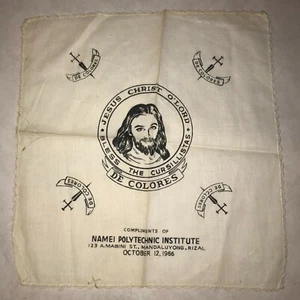 DE COLORES
DE COLORES
JESUS CHRIST O'LORD
BLESS THE CURSILLISTAS
DE COLORES
DE COLORES
DE COLORES
COMPLIMENTS OF
NAMEI POLYTECHNIC INSTITUTE
123 A. MABINI ST., MANDALUYONG, RIZAL
OCTOBER 12, 1966